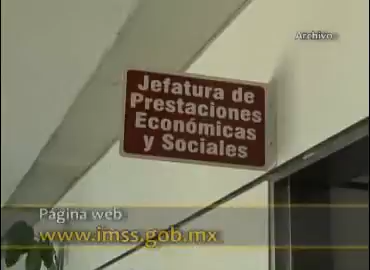 Archivo
Jefatura de
Prestaciones
Económicas
y Sociales
Página web
www.imss.gob.mx